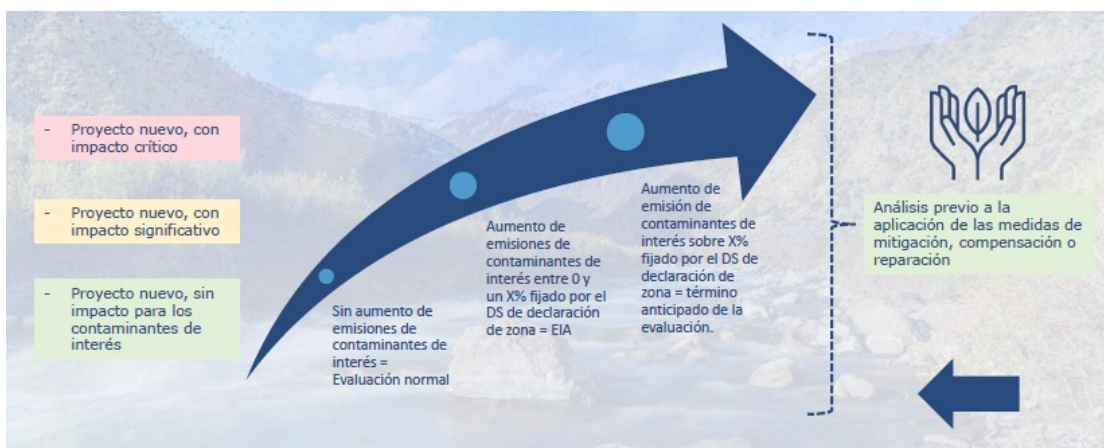 - Proyecto nuevo, con
impacto crítico
- Proyecto nuevo, con
impacto significativo
- Proyecto nuevo, sin
impacto para los
contaminantes de
interés
Sin aumento de
emisiones de
contaminantes de
interés =
Evaluación normal
Aumento de
emisiones de
contaminantes de
interés entre 0 y
un X% fijado por el
DS de declaración
de zona = EIA
Aumento de
emisión de
contaminantes de
interés sobre X%
fijado por el DS de
declaración de
zona = término
anticipado de la
evaluación.
Análisis previo a la
aplicación de las medidas de
mitigación, compensación o
reparación